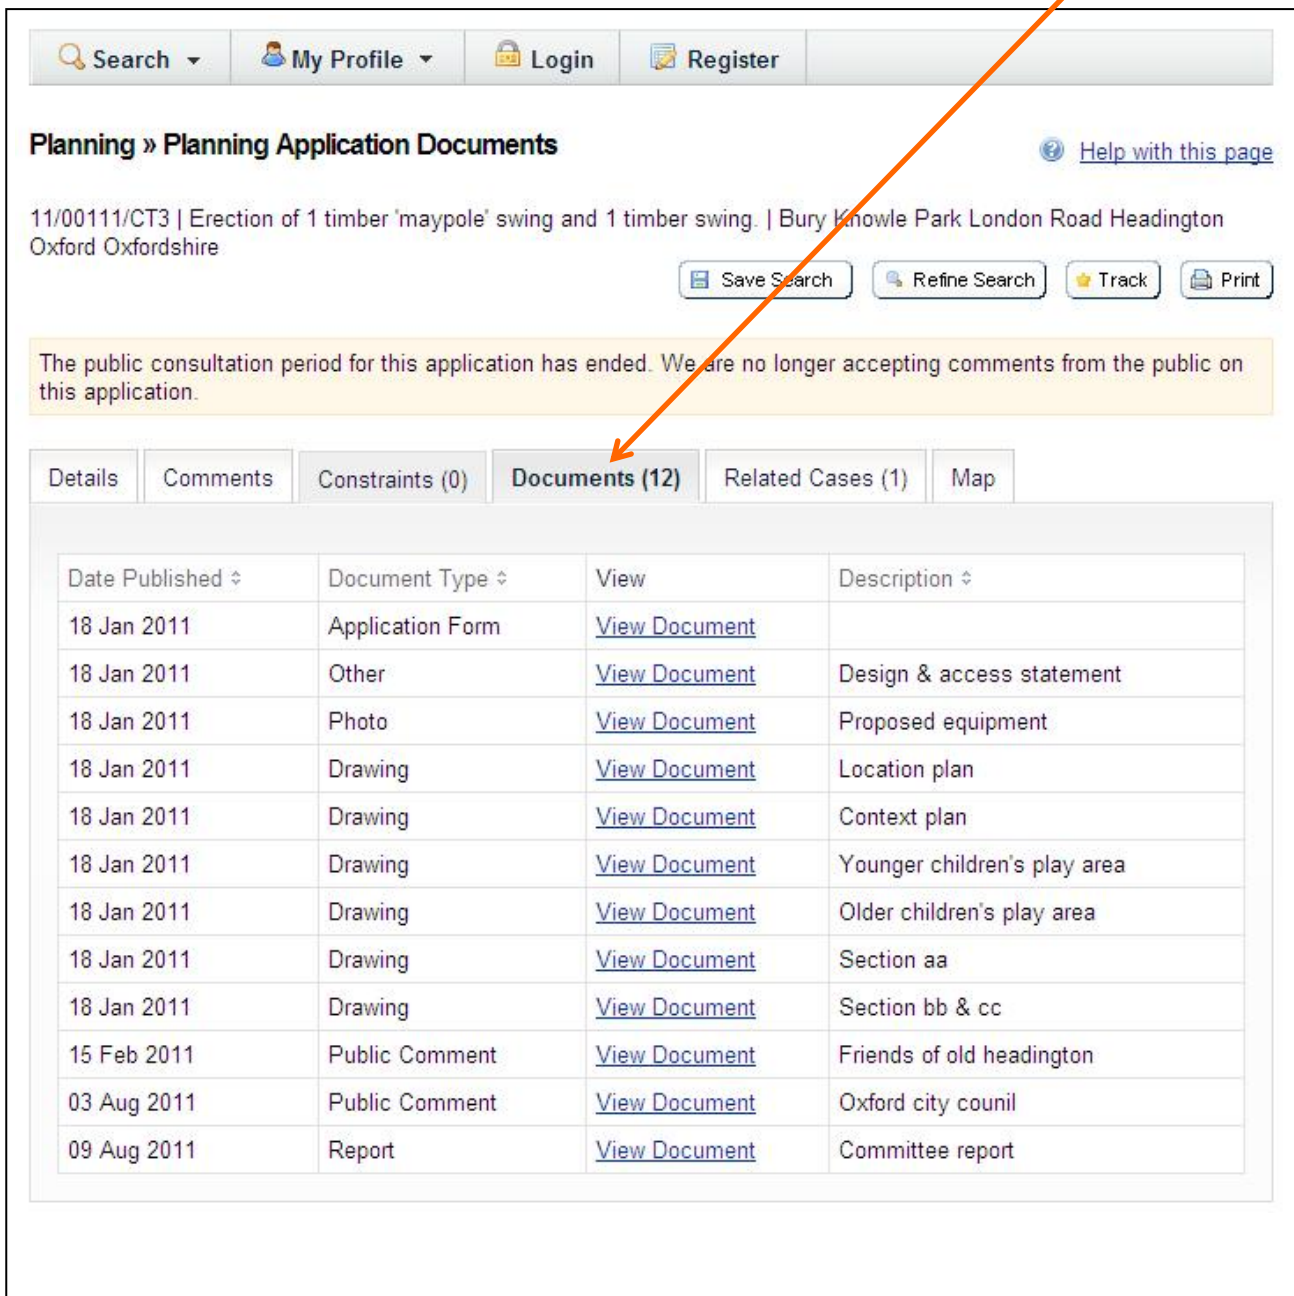 Search My Profile Login Register
Planning » Planning Application Documents
Help with this page
11/00111/CT3 | Erection of 1 timber 'maypole' swing and 1 timber swing. | Bury Knowle Park London Road Headington
Oxford Oxfordshire
Save Search Refine Search Track Print
The public consultation period for this application has ended. We are no longer accepting comments from the public on
this application.
Details Comments Constraints (0) Documents (12) Related Cases (1) Map
Date Published Document Type View Description
18 Jan 2011 Application Form View Document
18 Jan 2011 Other View Document Design & access statement
18 Jan 2011 Photo View Document Proposed equipment
18 Jan 2011 Drawing View Document Location plan
18 Jan 2011 Drawing View Document Context plan
18 Jan 2011 Drawing View Document Younger children's play area
18 Jan 2011 Drawing View Document Older children's play area
18 Jan 2011 Drawing View Document Section aa
18 Jan 2011 Drawing View Document Section bb & cc
15 Feb 2011 Public Comment View Document Friends of old headington
03 Aug 2011 Public Comment View Document Oxford city counil
09 Aug 2011 Report View Document Committee report